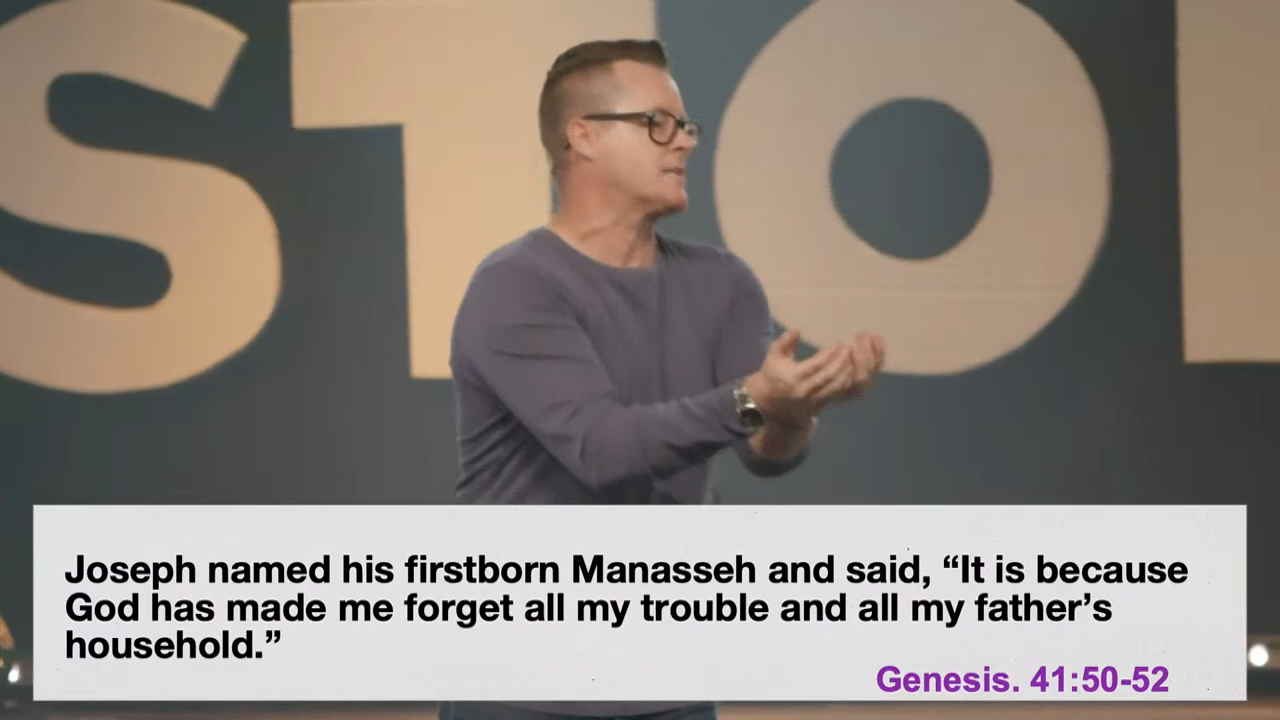 STO
Joseph named his firstborn Manasseh and said, “It is because
God has made me forget all my trouble and all my father’s
household.”
Genesis. 41:50-52